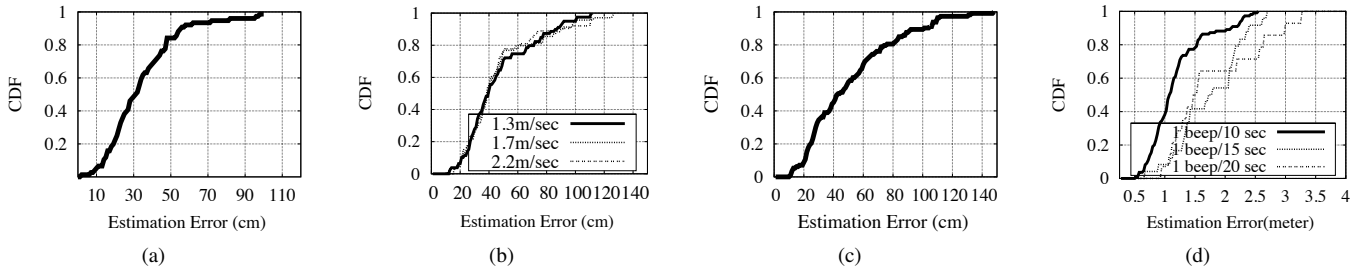 CDF
1
0.8
0.6
0.4
0.2
10 30 50 70 90 110
Estimation Error (cm)
(a)
CDF
1
0.8
0.6
0.4
0.2
0
0 20 40 60 80 100 120 140
1.3m/sec
1.7m/sec
2.2m/sec
Estimation Error (cm)
(b)
CDF
1
0.8
0.6
0.4
0.2
0
0 20 40 60 80 100 120 140
Estimation Error (cm)
(c)
CDF
1
0.8
0.6
0.4
0.2
0
0.5 1 1.5 2 2.5 3 3.5 4
1 beep/10 sec
1 beep/15 sec
1 beep/20 sec
Estimation Error(meter)
(d)